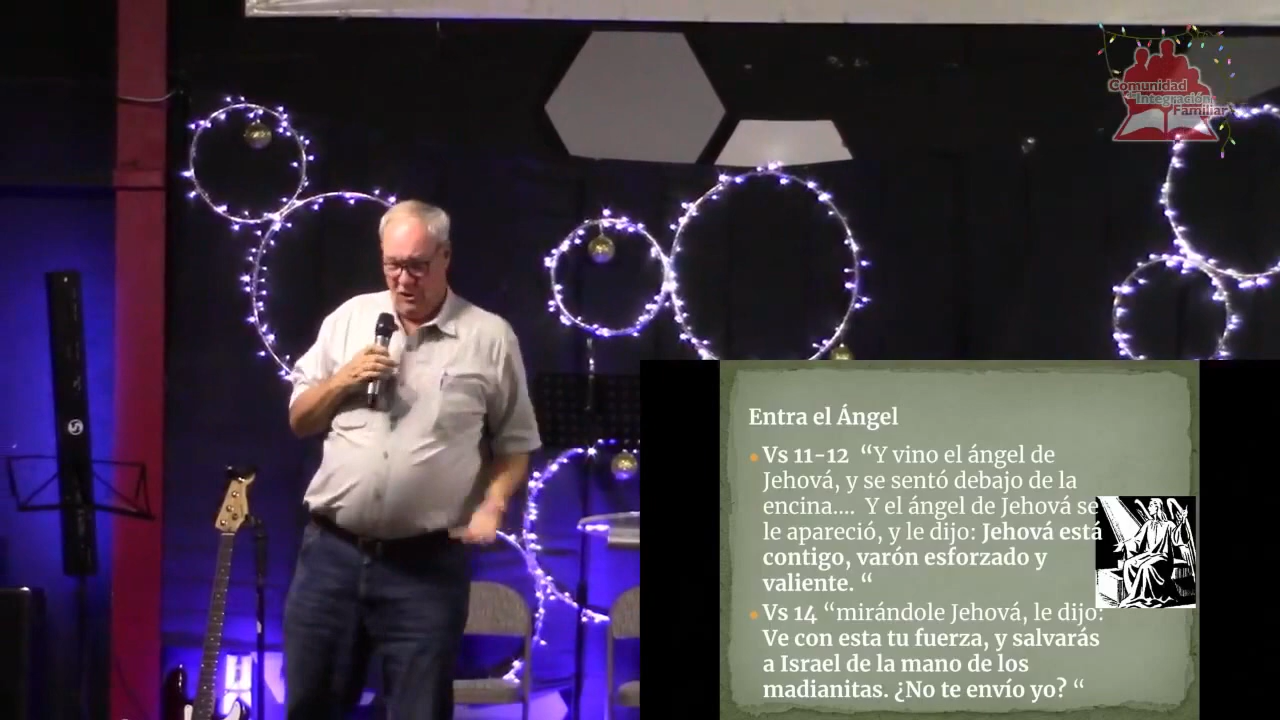 Comunidad
de Integración
Familiar
Entra el Ángel
Vs 11-12 “Y vino el ángel de
Jehová, y se sentó debajo de la
encina.... Y el ángel de Jehová se
le apareció, y le dijo: Jehová está
contigo, varón esforzado y
valiente. “
Vs 14 “mirándole Jehová, le dijo:
Ve con esta tu fuerza, y salvarás
a Israel de la mano de los
madianitas. ¿No te envío yo? “